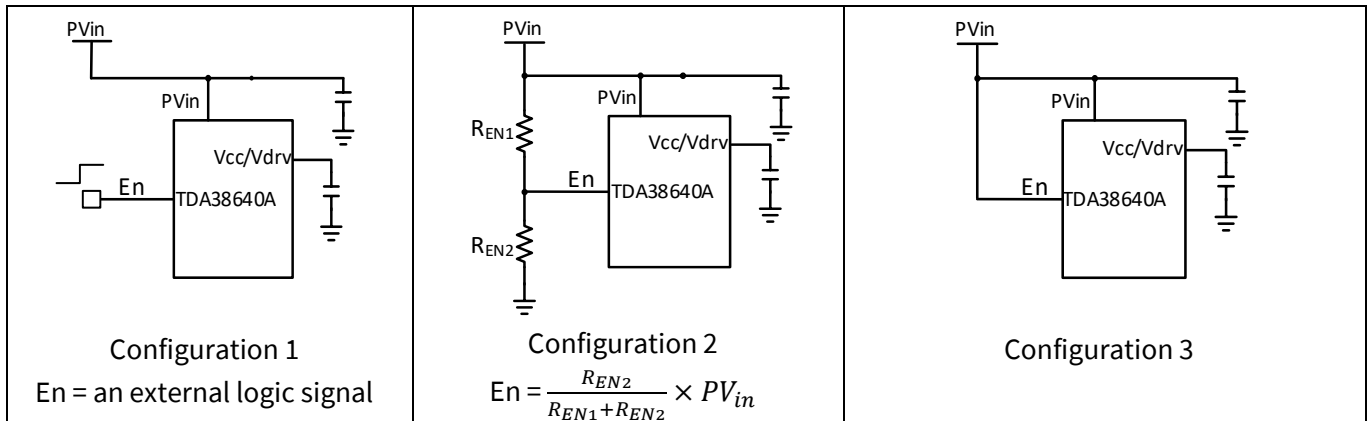 PVin
PVin
Vcc/Vdrv
En
TDA38640A
Configuration 1
En = an external logic signal
PVin
PVin
R_EN1
Vcc/Vdrv
En
TDA38640A
R_EN2
Configuration 2
En = R_EN2 / (R_EN1+R_EN2) × PV_in
PVin
PVin
Vcc/Vdrv
En
TDA38640A
Configuration 3